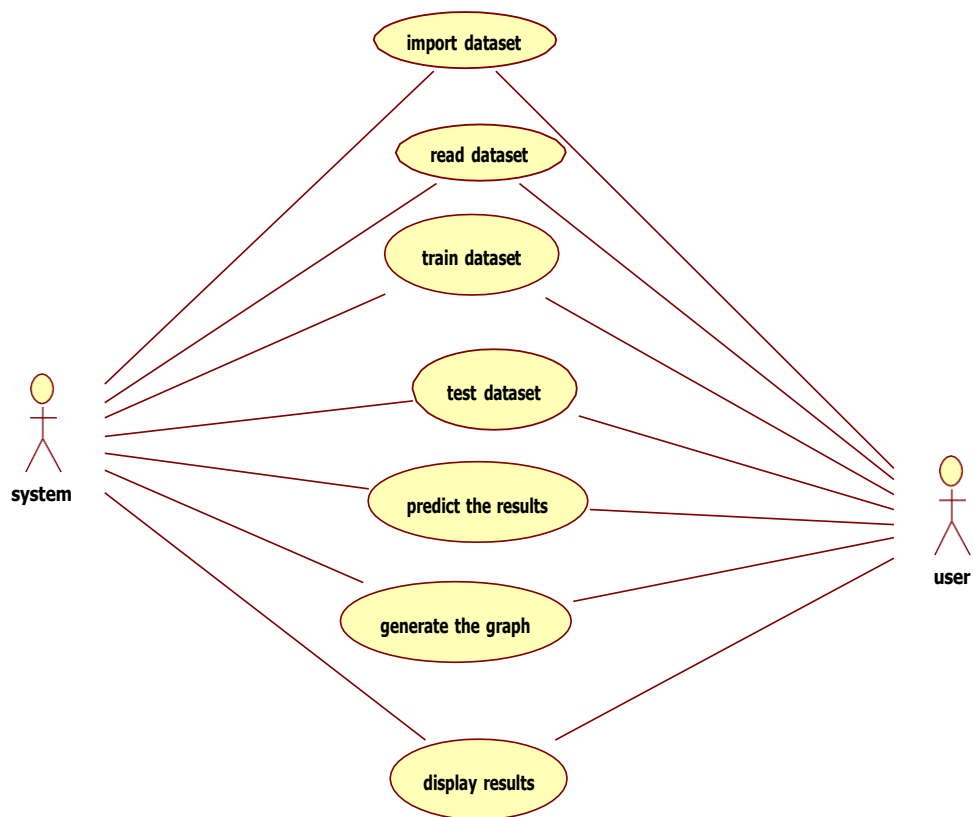 import dataset
read dataset
train dataset
test dataset
system
predict the results
user
generate the graph
display results